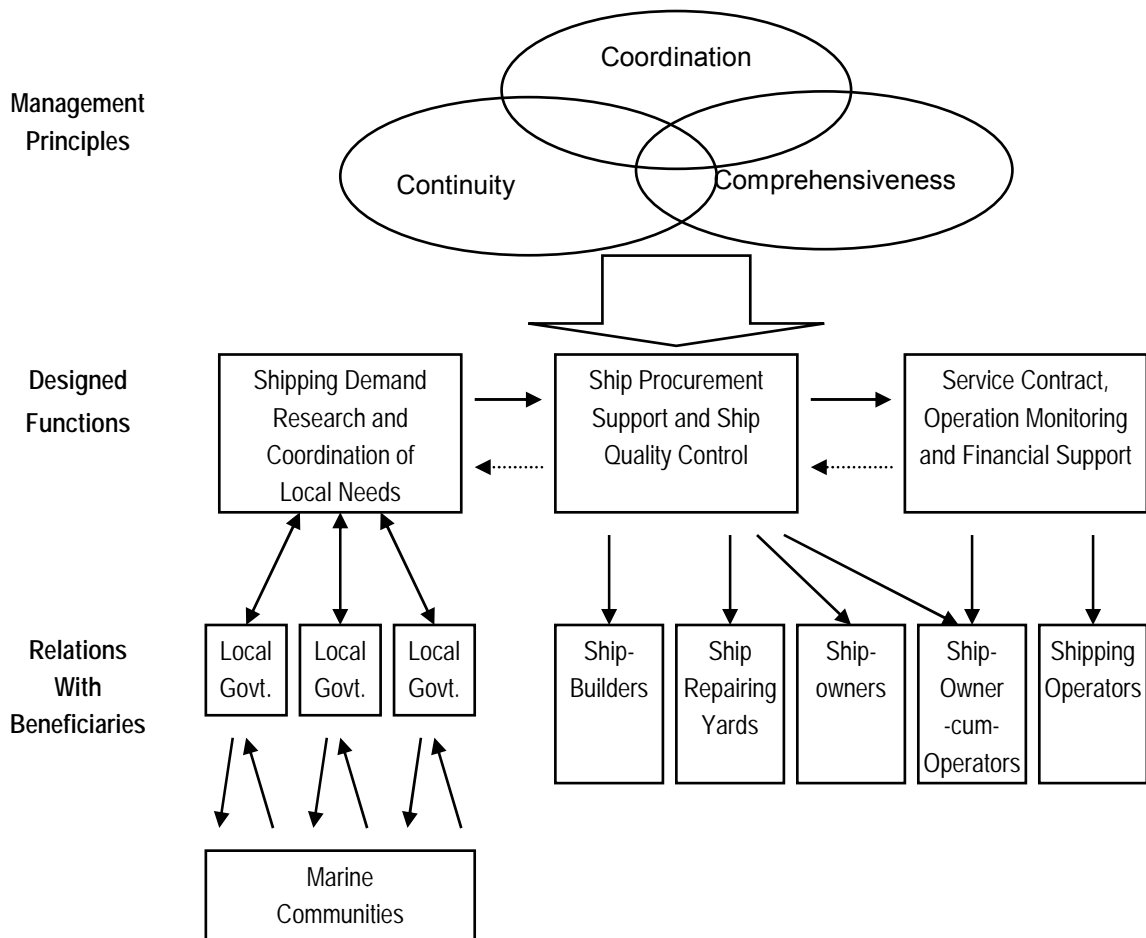 Coordination
Management
Principles
Continuity
Comprehensiveness
Designed
Functions
Shipping Demand
Research and
Coordination of
Local Needs
Ship Procurement
Support and Ship
Quality Control
Service Contract,
Operation Monitoring
and Financial Support
Relations
With
Beneficiaries
Local
Govt.
Local
Govt.
Local
Govt.
Ship-
Builders
Ship
Repairing
Yards
Ship-
owners
Ship-
Owner
-cum-
Operators
Shipping
Operators
Marine
Communities